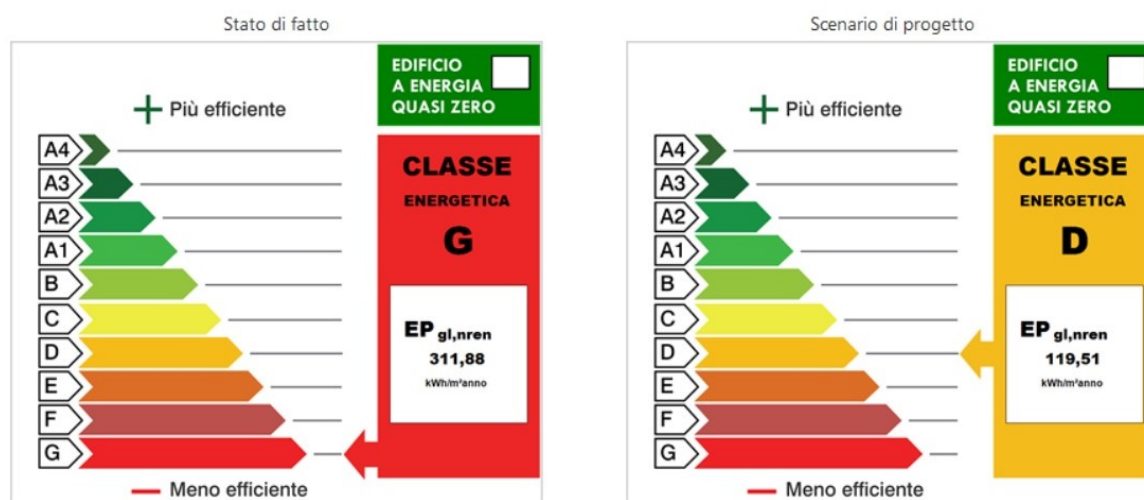 Stato di fatto
EDIFICIO
A ENERGIA
QUASI ZERO
Più efficiente
A4
A3
A2
A1
B
C
D
E
F
G
Meno efficiente
CLASSE
ENERGETICA
G
EP gl,nren
311,88
kWh/m²anno
Scenario di progetto
EDIFICIO
A ENERGIA
QUASI ZERO
Più efficiente
A4
A3
A2
A1
B
C
D
E
F
G
Meno efficiente
CLASSE
ENERGETICA
D
EP gl,nren
119,51
kWh/m²anno